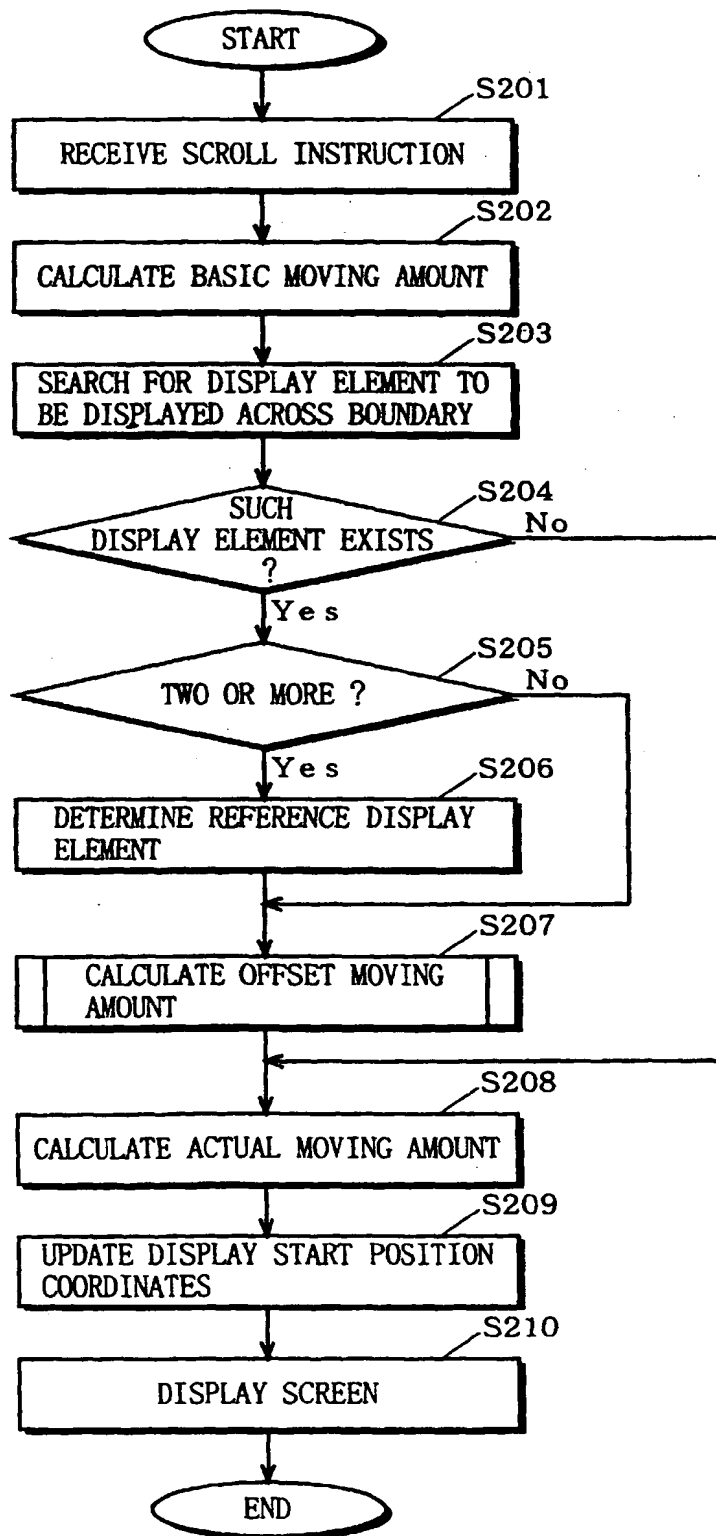 START
S201
RECEIVE SCROLL INSTRUCTION
S202
CALCULATE BASIC MOVING AMOUNT
S203
SEARCH FOR DISPLAY ELEMENT TO
BE DISPLAYED ACROSS BOUNDARY
S204
SUCH
DISPLAY ELEMENT EXISTS
?
No
Yes
S205
TWO OR MORE ?
No
Yes
S206
DETERMINE REFERENCE DISPLAY
ELEMENT
S207
CALCULATE OFFSET MOVING
AMOUNT
S208
CALCULATE ACTUAL MOVING AMOUNT
S209
UPDATE DISPLAY START POSITION
COORDINATES
S210
DISPLAY SCREEN
END